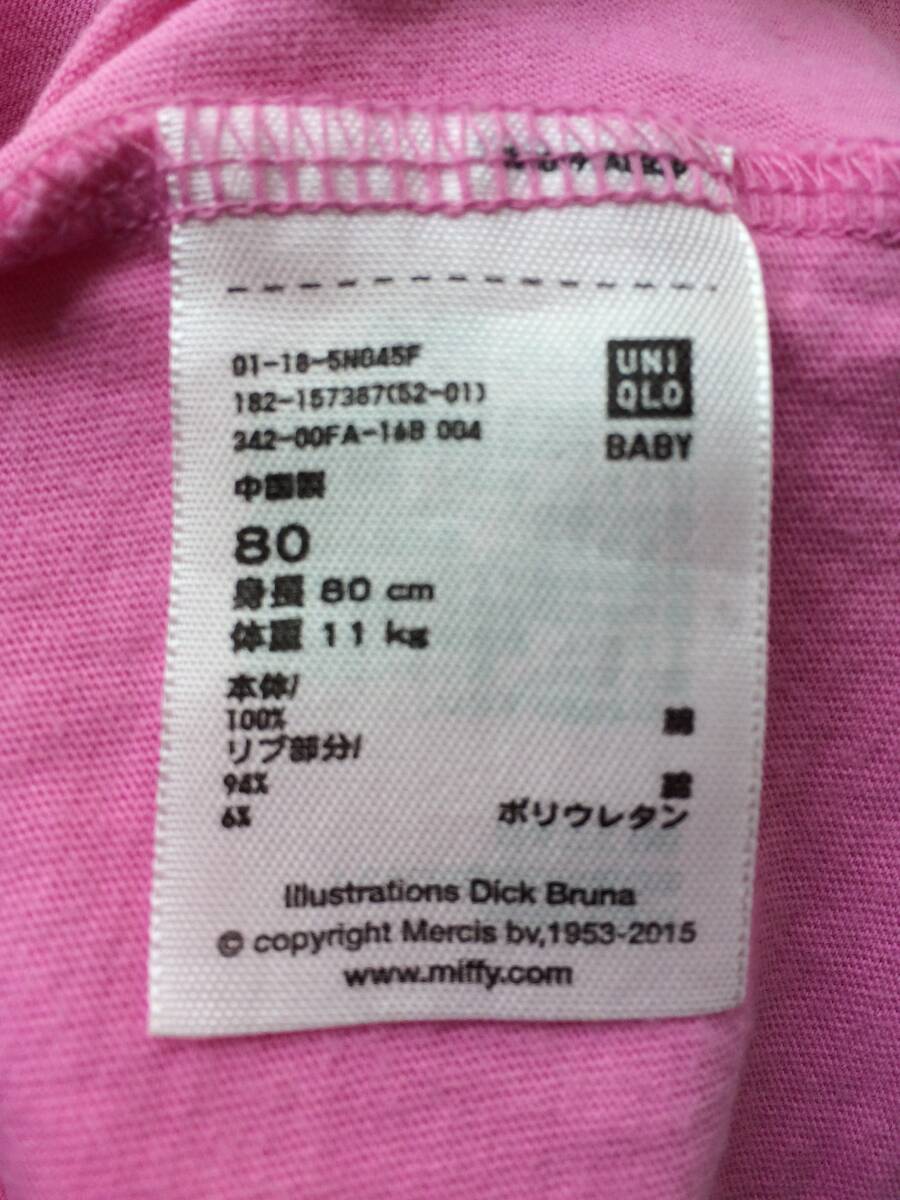 01-18-5N045F
182-157387(52-01)
342-00FA-16B 004
UNI
QLO
BABY
中国製
80
身長 80 cm
体重 11 kg
本体/
100% 綿
リブ部分/
94% 綿
6% ポリウレタン
Illustrations Dick Bruna
© copyright Mercis bv,1953-2015
www.miffy.com